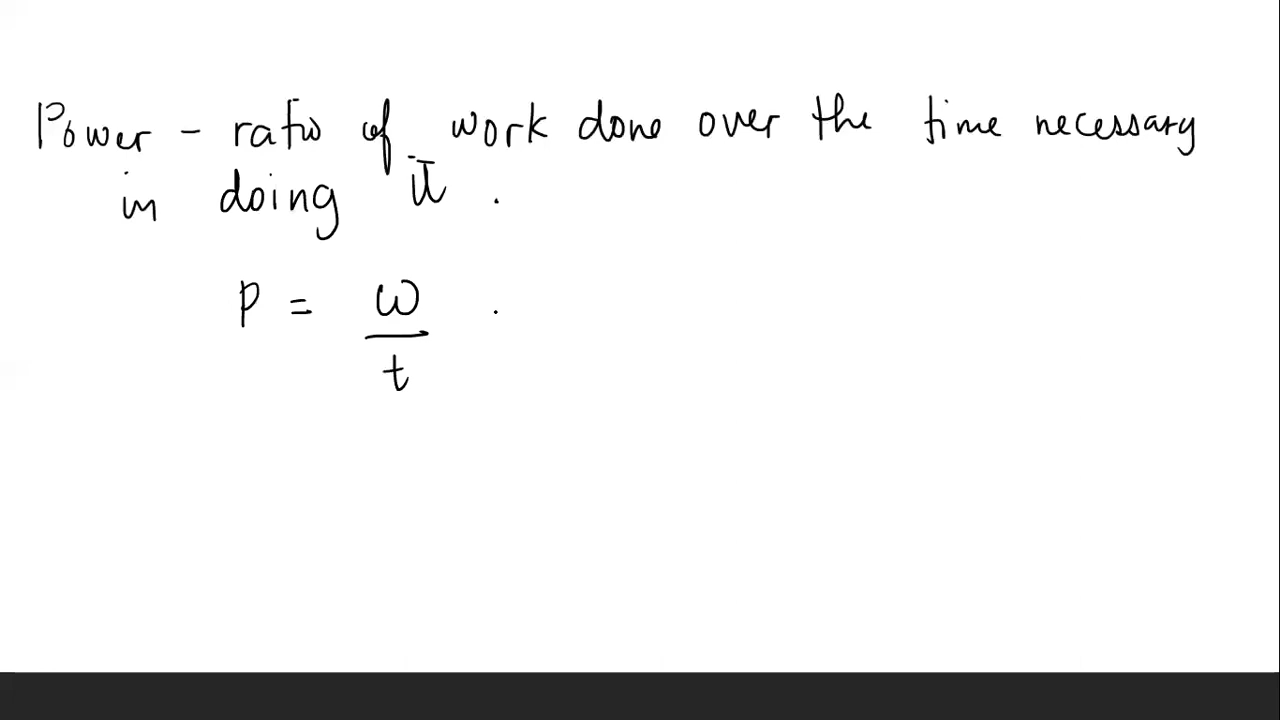 Power - ratio of work done over the time necessary
in doing it.
P = W
t